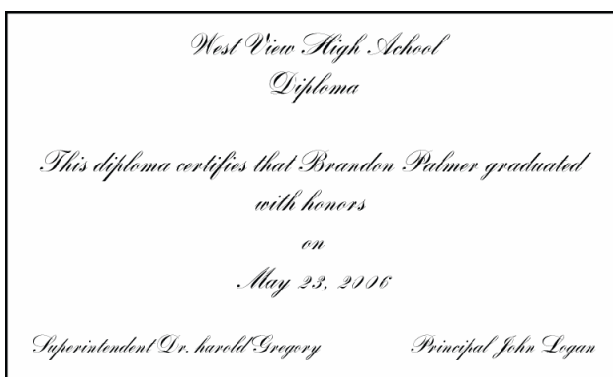 West View High Achool
Diploma
This diploma certifies that Brandon Palmer graduated
with honors
on
May 23, 2006
Superintendent Dr. harold Gregory Principal John Logan